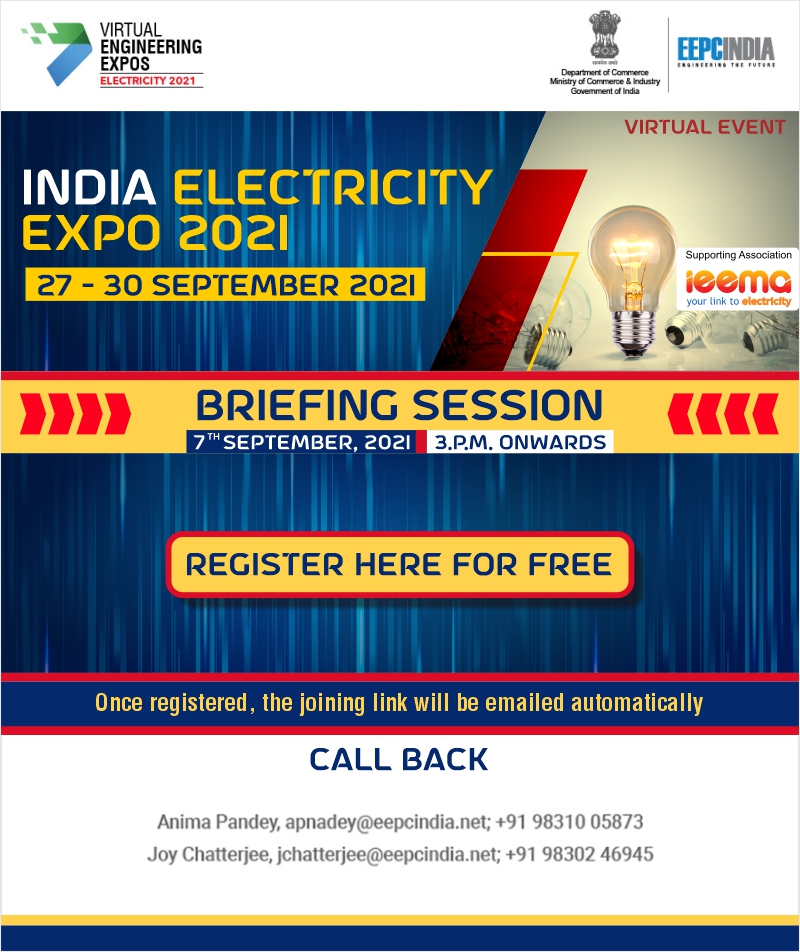 VIRTUAL
ENGINEERING
EXPOS
ELECTRICITY 2021
सत्यमेव जयते
Department of Commerce
Ministry of Commerce & Industry
Government of India
EEPCINDIA
ENGINEERING THE FUTURE
VIRTUAL EVENT
INDIA ELECTRICITY
EXPO 2021
27 - 30 SEPTEMBER 2021
Supporting Association
ieema
your link to electricity
BRIEFING SESSION
7TH SEPTEMBER, 2021 3.P.M. ONWARDS
REGISTER HERE FOR FREE
Once registered, the joining link will be emailed automatically
CALL BACK
Anima Pandey, apnadey@eepcindia.net; +91 98310 05873
Joy Chatterjee, jchatterjee@eepcindia.net; +91 98302 46945